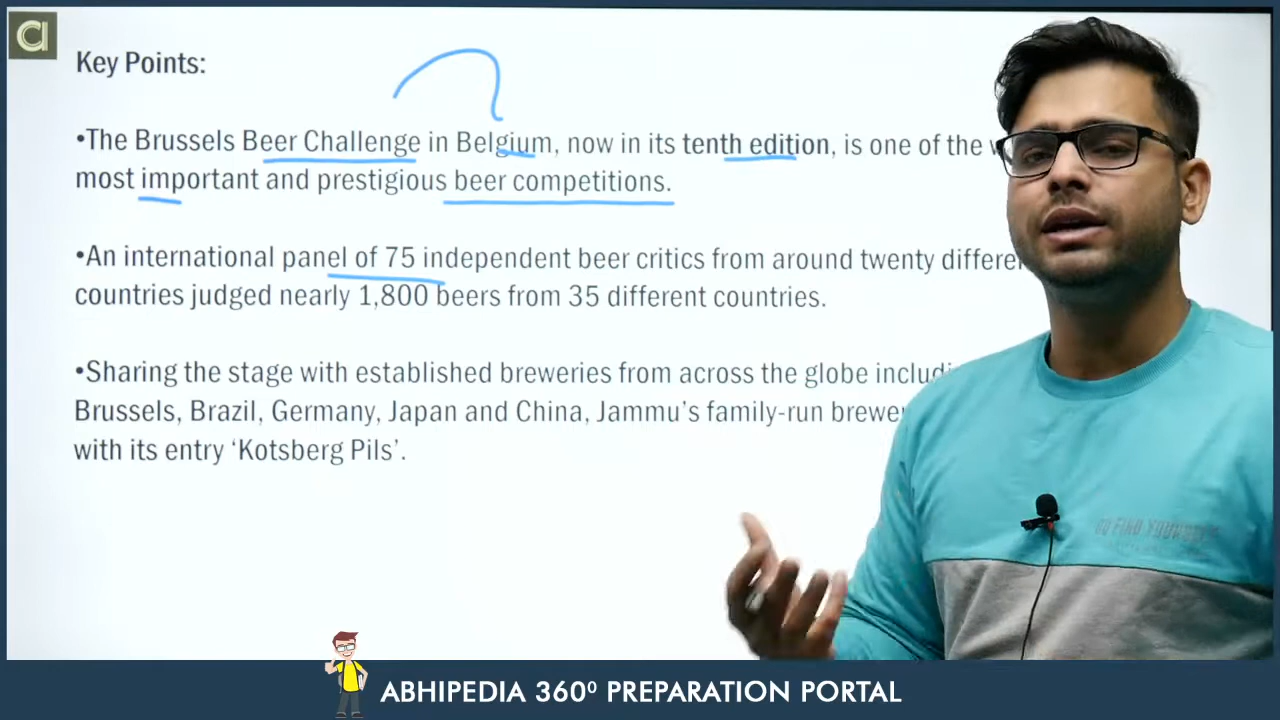 Key Points:
•The Brussels Beer Challenge in Belgium, now in its tenth edition, is one of the
most important and prestigious beer competitions.
•An international panel of 75 independent beer critics from around twenty
countries judged nearly 1,800 beers from 35 different countries.
•Sharing the stage with established breweries from across the globe
Brussels, Brazil, Germany, Japan and China, Jammu's family-run
with its entry ‘Kotsberg Pils’.
ABHIPEDIA 360⁰ PREPARATION PORTAL